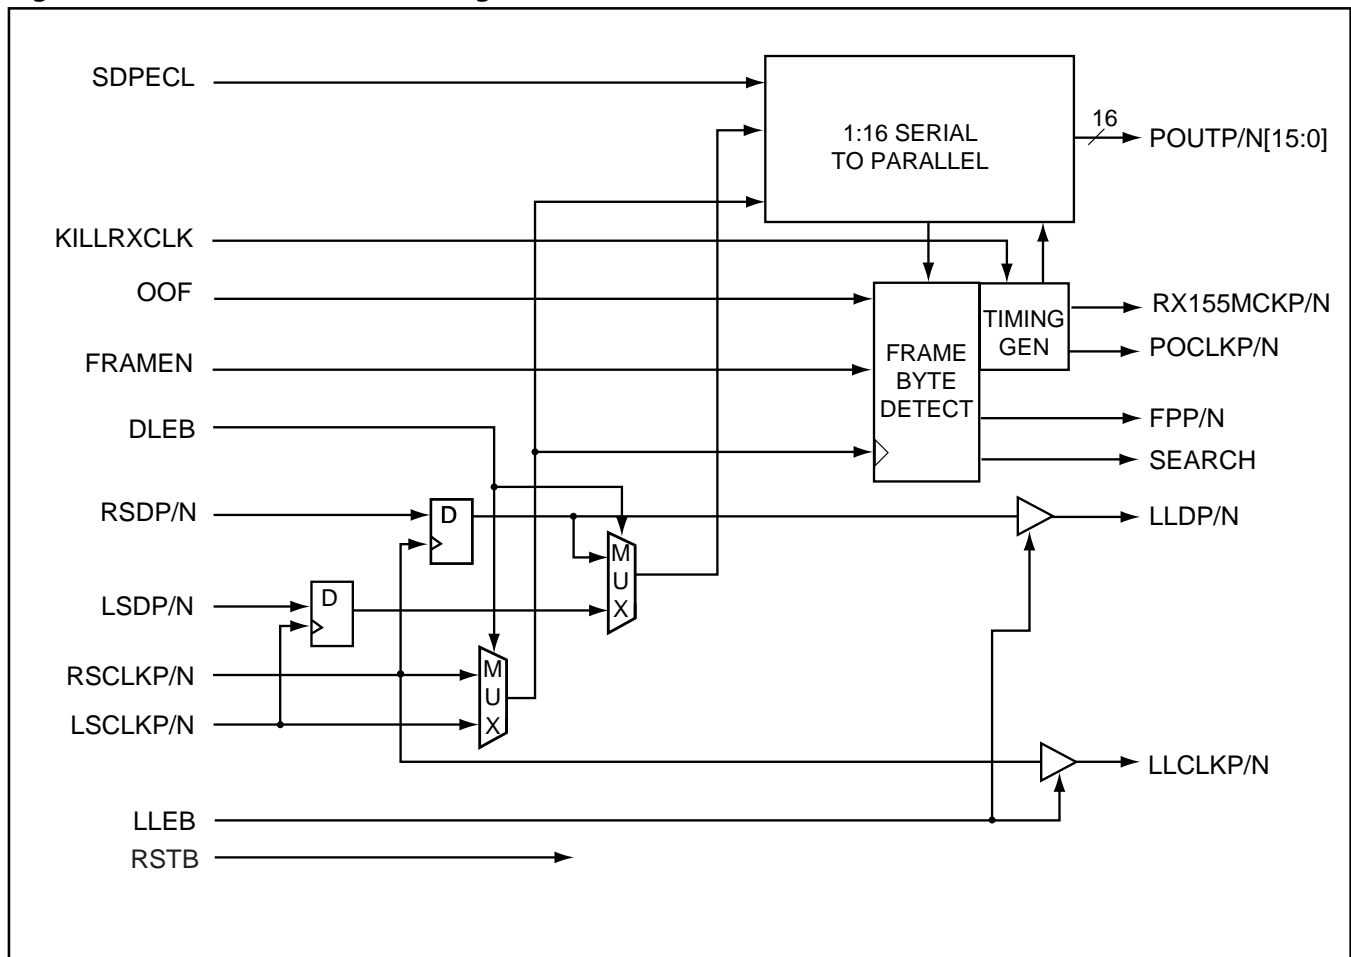 SDPECL
1:16 SERIAL
TO PARALLEL
16
POUTP/N[15:0]
KILLRXCLK
OOF
TIMING
GEN
RX155MCKP/N
POCLKP/N
FRAMEN
FRAME
BYTE
DETECT
FPP/N
SEARCH
DLEB
RSDP/N
D
LLDP/N
M
U
X
LSDP/N
D
RSCLKP/N
LSCLKP/N
M
U
X
LLCLKP/N
LLEB
RSTB